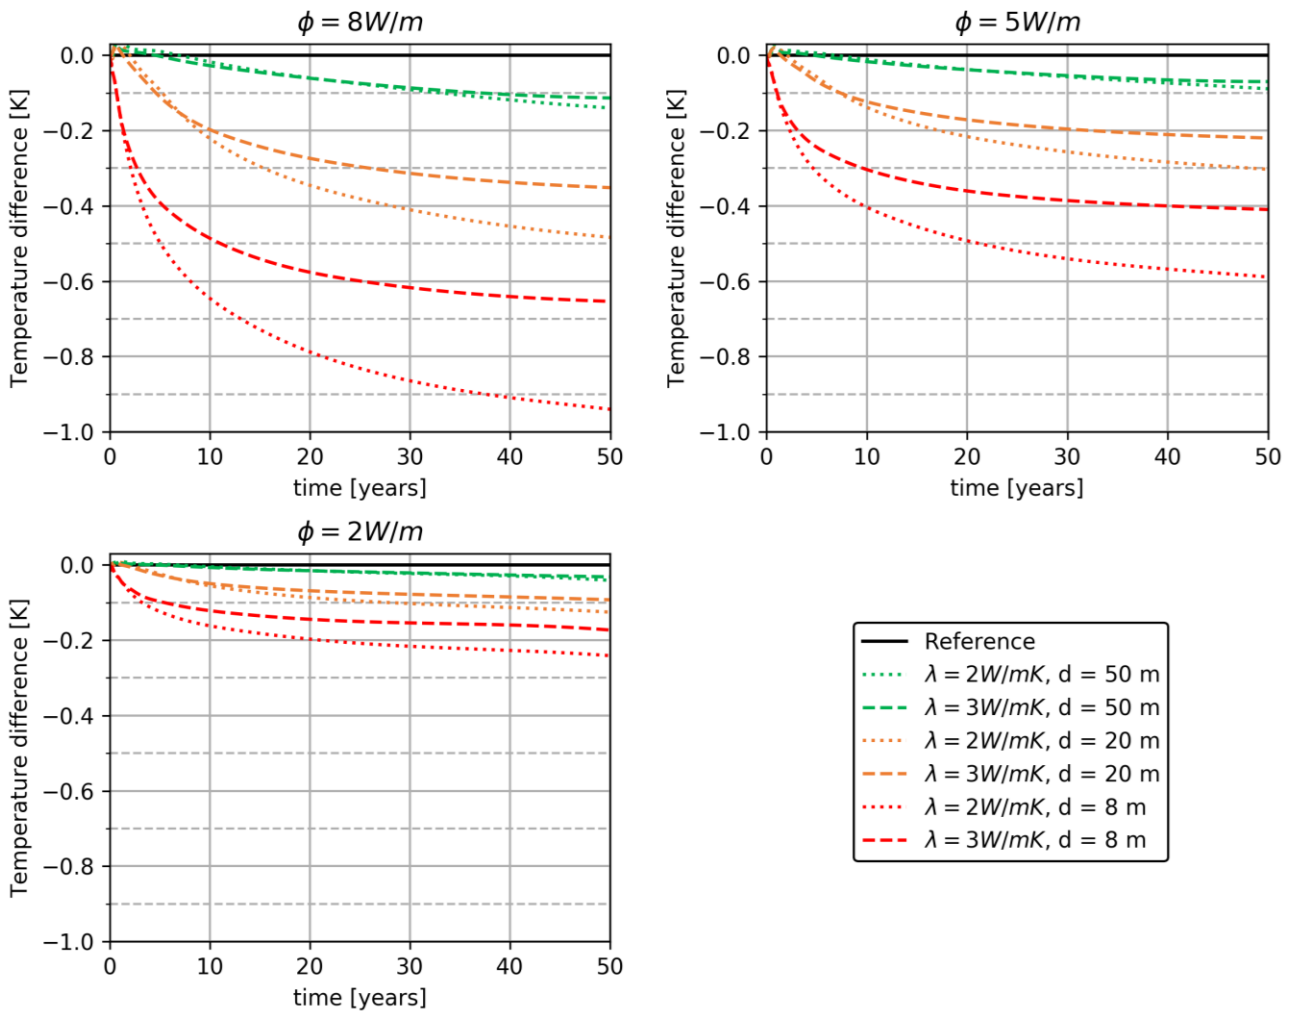 ϕ = 8W/m
0.0
−0.2
−0.4
−0.6
−0.8
−1.0
Temperature difference [K]
0 10 20 30 40 50
time [years]
ϕ = 5W/m
0.0
−0.2
−0.4
−0.6
−0.8
−1.0
Temperature difference [K]
0 10 20 30 40 50
time [years]
ϕ = 2W/m
0.0
−0.2
−0.4
−0.6
−0.8
−1.0
Temperature difference [K]
0 10 20 30 40 50
time [years]
Reference
λ = 2W/mK, d = 50 m
λ = 3W/mK, d = 50 m
λ = 2W/mK, d = 20 m
λ = 3W/mK, d = 20 m
λ = 2W/mK, d = 8 m
λ = 3W/mK, d = 8 m